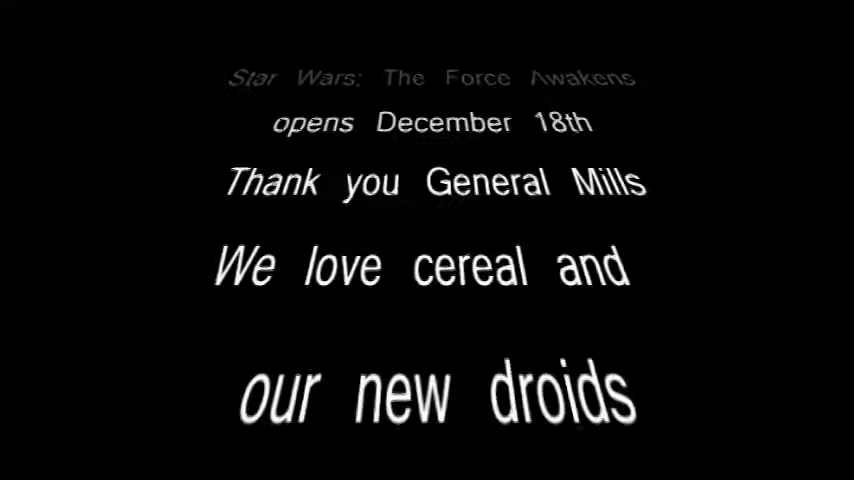 Star Wars: The Force Awakens
opens December 18th
Thank you General Mills
We love cereal and
our new droids